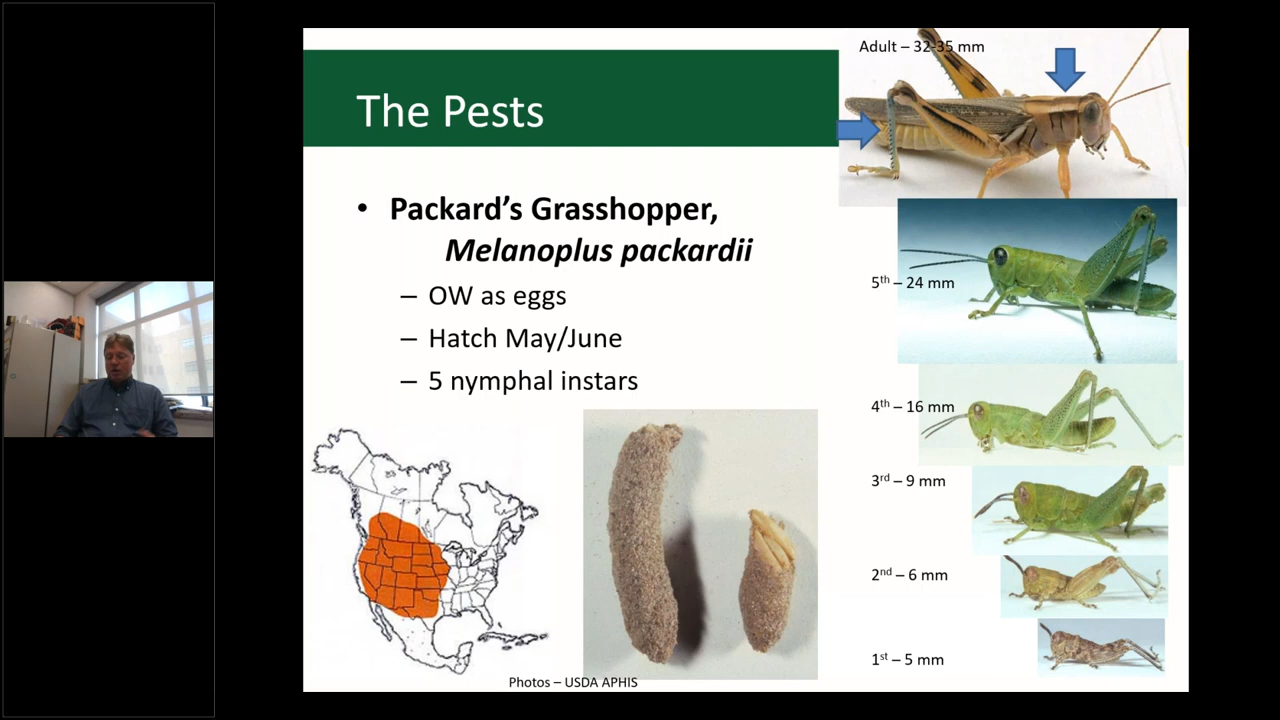 The Pests
• Packard’s Grasshopper,
Melanoplus packardii
– OW as eggs
– Hatch May/June
– 5 nymphal instars
Photos – USDA APHIS
Adult – 32-35 mm
5th – 24 mm
4th – 16 mm
3rd – 9 mm
2nd – 6 mm
1st – 5 mm